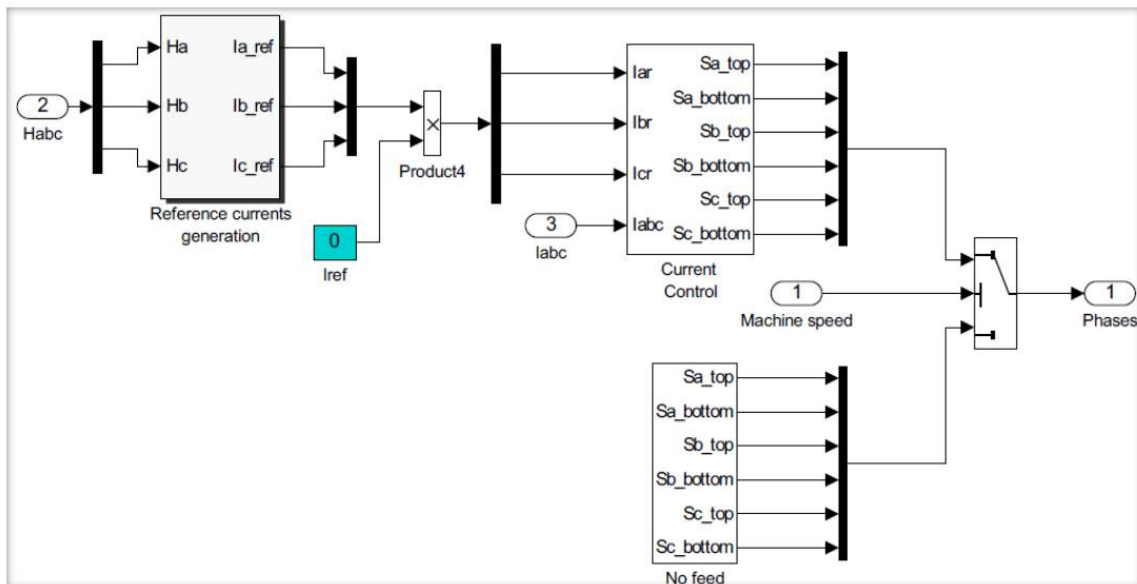 2
Habc
Ha
Hb
Hc
Ia_ref
Ib_ref
Ic_ref
Reference currents
generation
0
Iref
×
Product4
3
Iabc
Iar
Ibr
Icr
Iabc
Sa_top
Sa_bottom
Sb_top
Sb_bottom
Sc_top
Sc_bottom
Current
Control
1
Machine speed
1
Phases
Sa_top
Sa_bottom
Sb_top
Sb_bottom
Sc_top
Sc_bottom
No feed